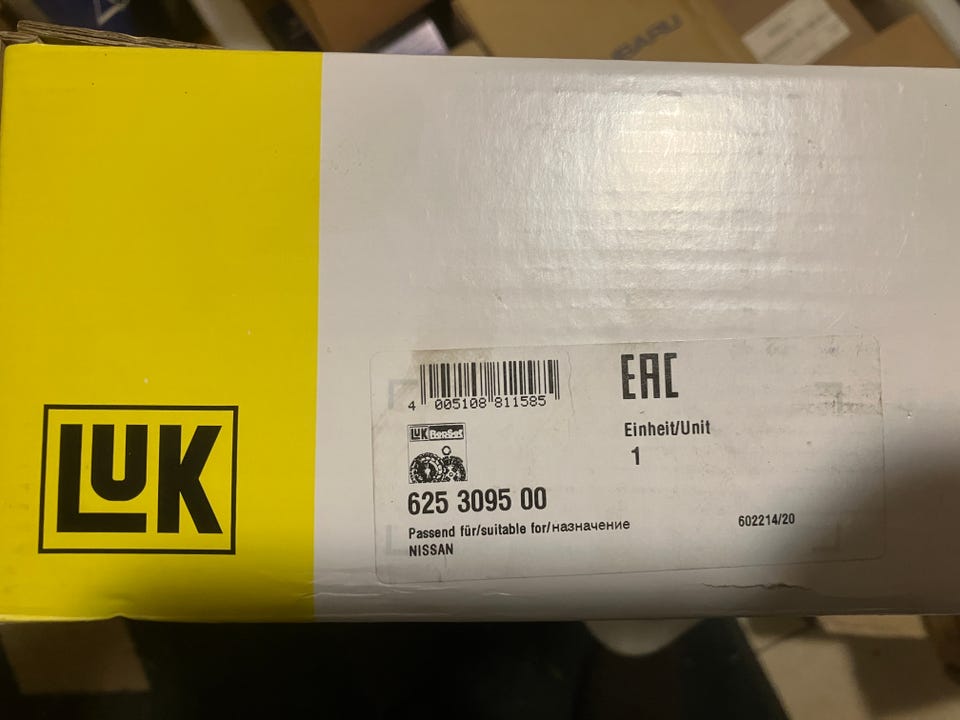 SUBARU
LUK
4 005108 811585
EAC
LUK RepSet
Einheit/Unit
1
625 3095 00
Passend für/suitable for/назначение
NISSAN
602214/20